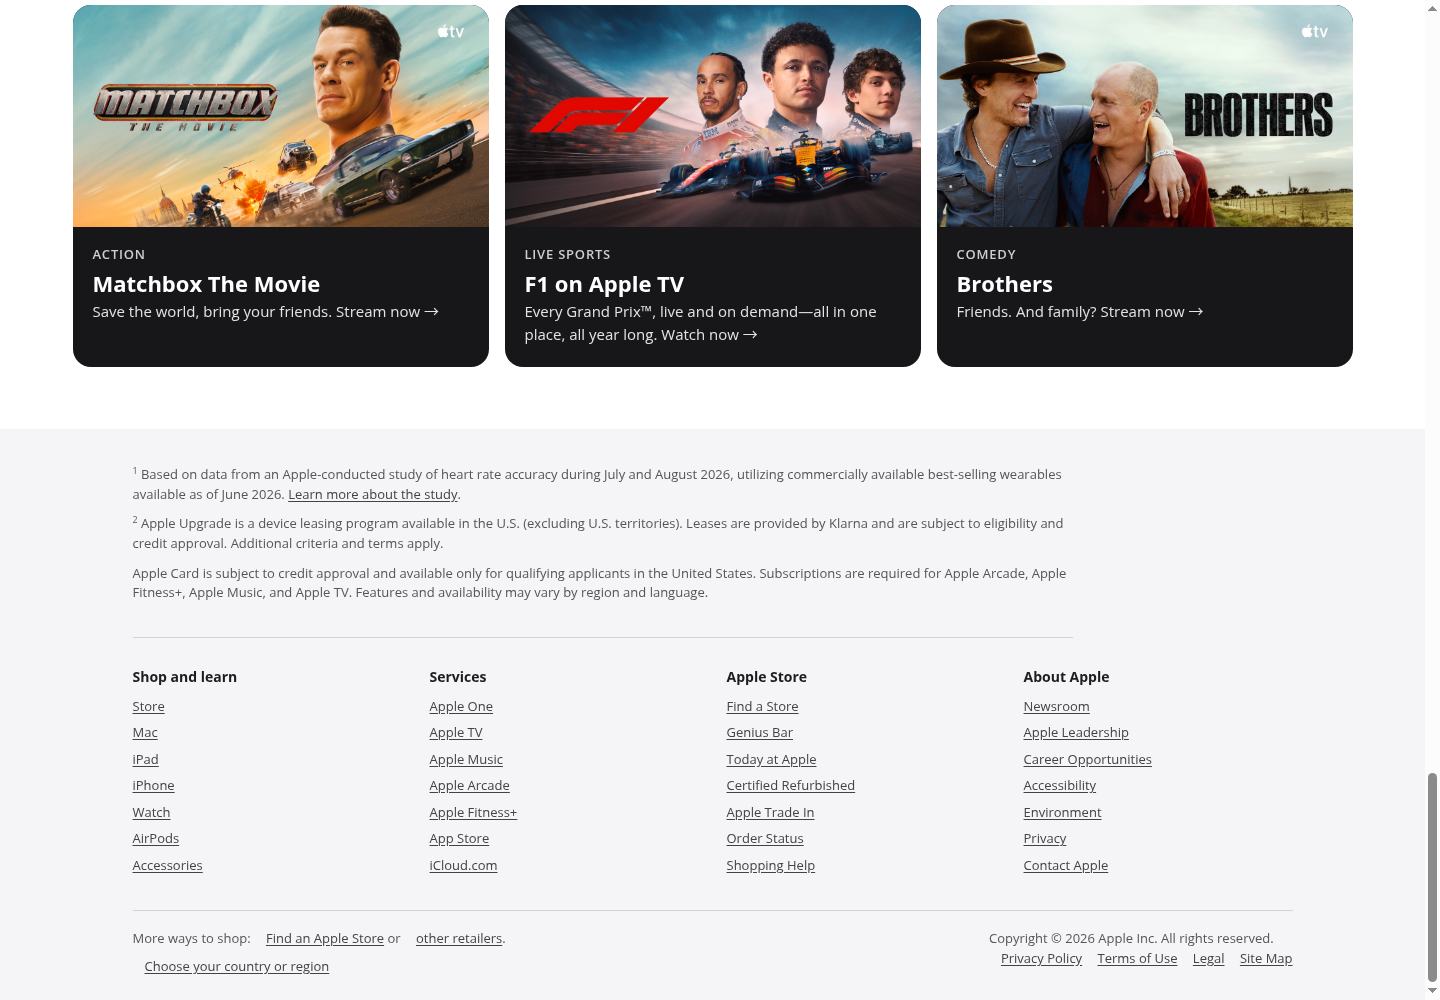 tv
MATCHBOX
THE MOVIE
ACTION
Matchbox The Movie
Save the world, bring your friends. Stream now →
F1
LIVE SPORTS
F1 on Apple TV
Every Grand Prix™, live and on demand—all in one
place, all year long. Watch now →
tv
BROTHERS
COMEDY
Brothers
Friends. And family? Stream now →
1 Based on data from an Apple-conducted study of heart rate accuracy during July and August 2026, utilizing commercially available best-selling wearables
available as of June 2026. Learn more about the study.
2 Apple Upgrade is a device leasing program available in the U.S. (excluding U.S. territories). Leases are provided by Klarna and are subject to eligibility and
credit approval. Additional criteria and terms apply.
Apple Card is subject to credit approval and available only for qualifying applicants in the United States. Subscriptions are required for Apple Arcade, Apple
Fitness+, Apple Music, and Apple TV. Features and availability may vary by region and language.
Shop and learn
Store
Mac
iPad
iPhone
Watch
AirPods
Accessories
Services
Apple One
Apple TV
Apple Music
Apple Arcade
Apple Fitness+
App Store
iCloud.com
Apple Store
Find a Store
Genius Bar
Today at Apple
Certified Refurbished
Apple Trade In
Order Status
Shopping Help
About Apple
Newsroom
Apple Leadership
Career Opportunities
Accessibility
Environment
Privacy
Contact Apple
More ways to shop: Find an Apple Store or other retailers.
Choose your country or region
Copyright © 2026 Apple Inc. All rights reserved.
Privacy Policy Terms of Use Legal Site Map